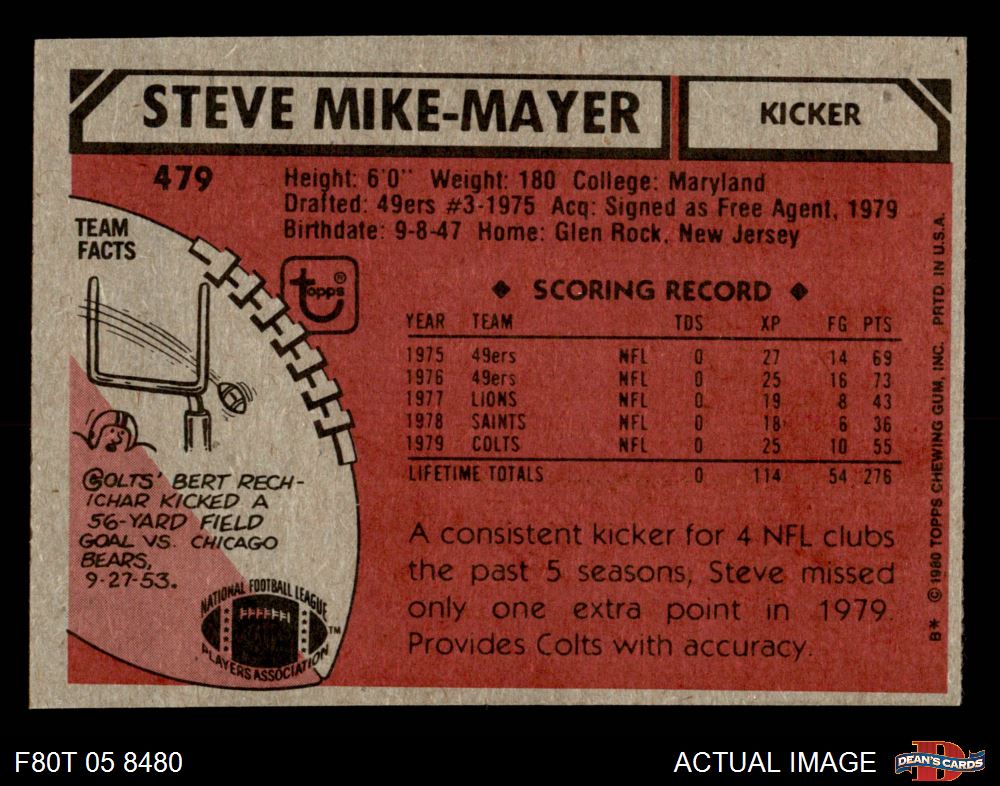 STEVE MIKE-MAYER
KICKER
479
Height: 6'0" Weight: 180 College: Maryland
Drafted: 49ers #3-1975 Acq: Signed as Free Agent, 1979
Birthdate: 9-8-47 Home: Glen Rock, New Jersey
TEAM
FACTS
topps®
◆ SCORING RECORD ◆
YEAR TEAM TDS XP FG PTS
1975 49ers NFL 0 27 14 69
1976 49ers NFL 0 25 16 73
1977 LIONS NFL 0 19 8 43
1978 SAINTS NFL 0 18 6 36
1979 COLTS NFL 0 25 10 55
LIFETIME TOTALS 0 114 54 276
COLTS' BERT RECH-
ICHAR KICKED A
56-YARD FIELD
GOAL VS. CHICAGO
BEARS,
9-27-53.
NATIONAL FOOTBALL LEAGUE
PLAYERS ASSOCIATION
TM
A consistent kicker for 4 NFL clubs
the past 5 seasons, Steve missed
only one extra point in 1979.
Provides Colts with accuracy.
B* © 1980 TOPPS CHEWING GUM, INC. PRTD. IN U.S.A.
F80T 05 8480
ACTUAL IMAGE
D
DEAN'S CARDS